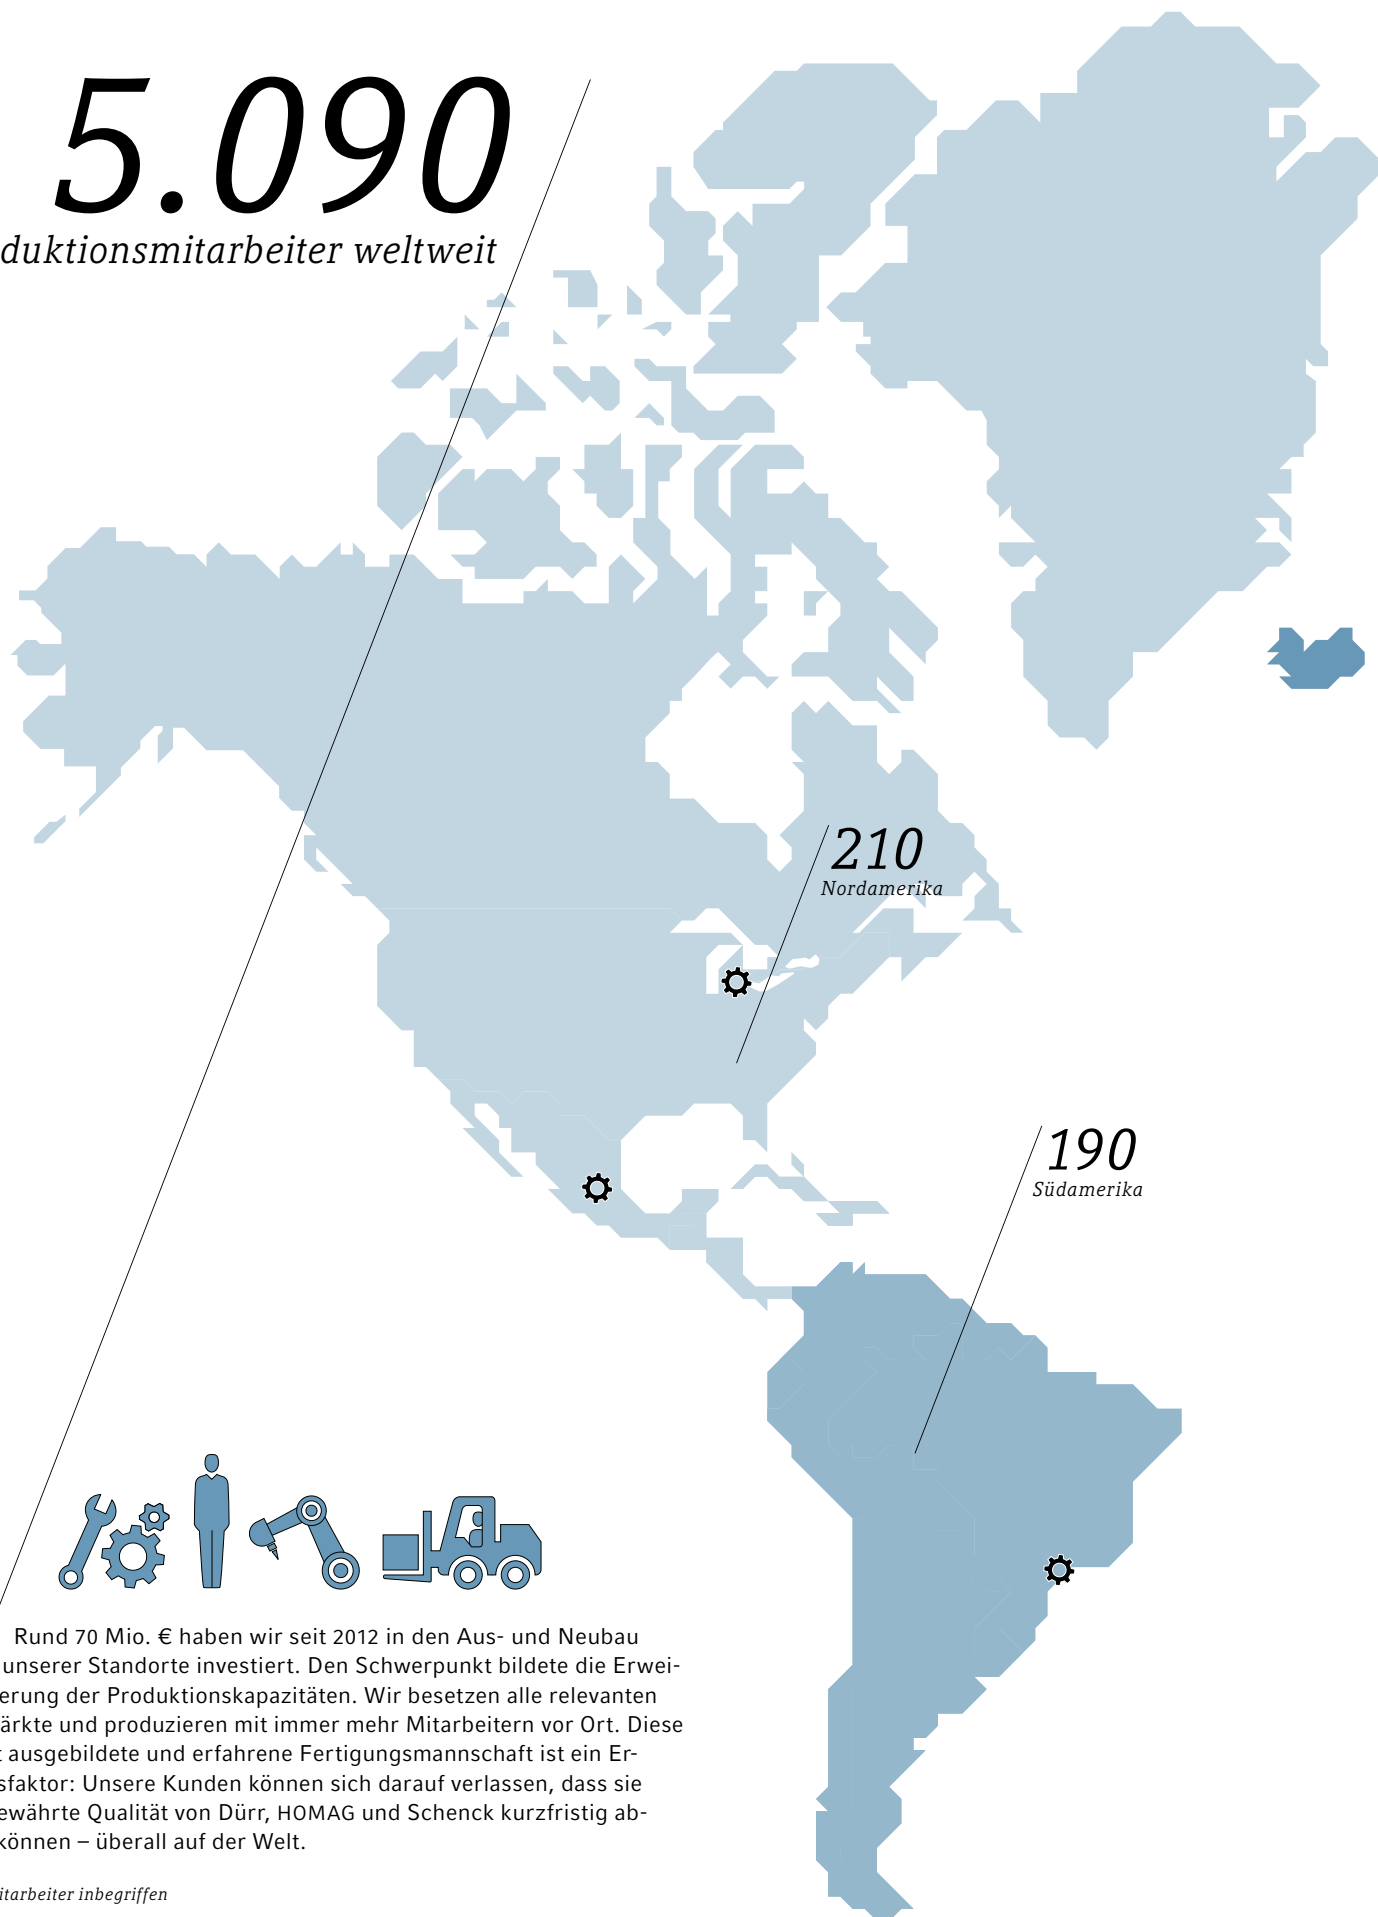 5.090
duktionsmitarbeiter weltweit
210
Nordamerika
190
Südamerika
Rund 70 Mio. € haben wir seit 2012 in den Aus- und Neubau
unserer Standorte investiert. Den Schwerpunkt bildete die Erwei-
erung der Produktionskapazitäten. Wir besetzen alle relevanten
ärkte und produzieren mit immer mehr Mitarbeitern vor Ort. Diese
t ausgebildete und erfahrene Fertigungsmannschaft ist ein Er-
sfaktor: Unsere Kunden können sich darauf verlassen, dass sie
ewährte Qualität von Dürr, HOMAG und Schenck kurzfristig ab-
können – überall auf der Welt.
itarbeiter inbegriffen